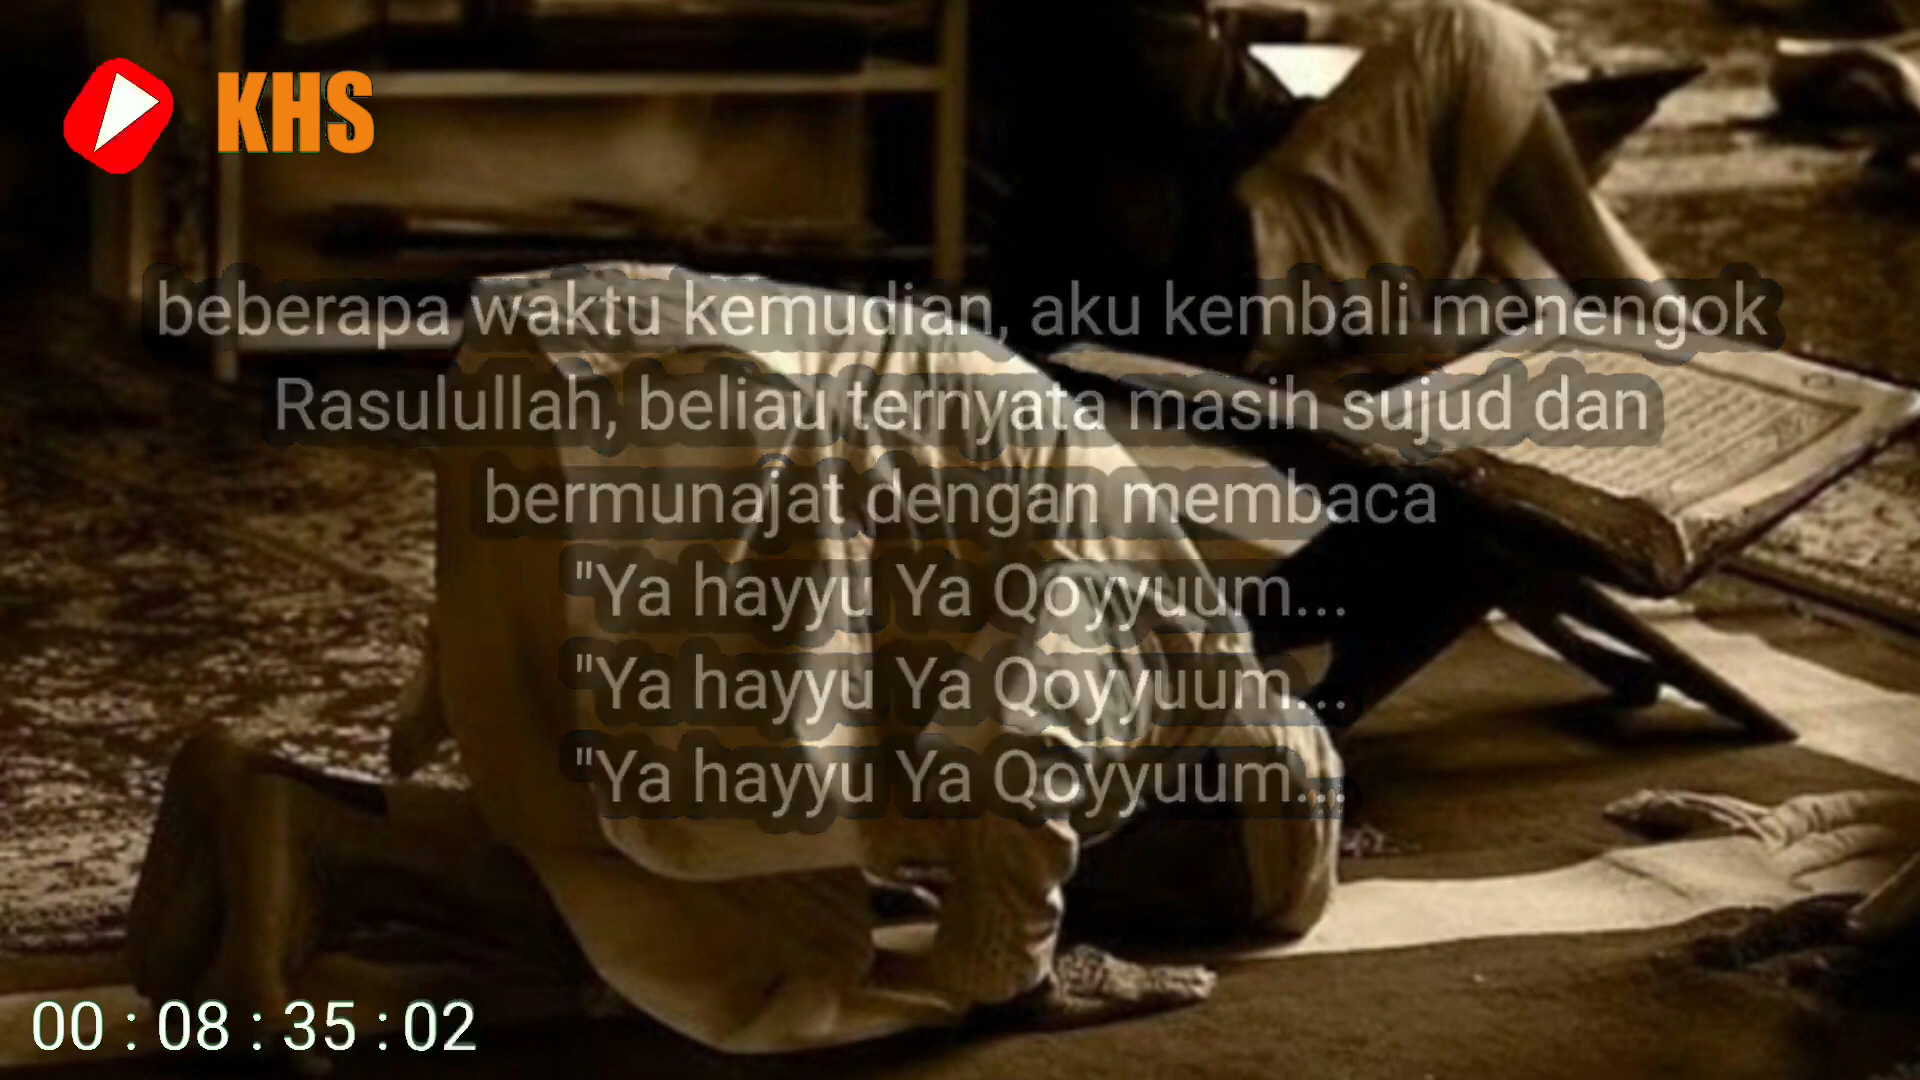 KHS
beberapa waktu kemudian, aku kembali menengok
Rasulullah, beliau ternyata masih sujud dan
bermunajat dengan membaca
"Ya hayyu Ya Qoyyuum...
"Ya hayyu Ya Qoyyuum...
"Ya hayyu Ya Qoyyuum...
00 : 08 : 35 : 02